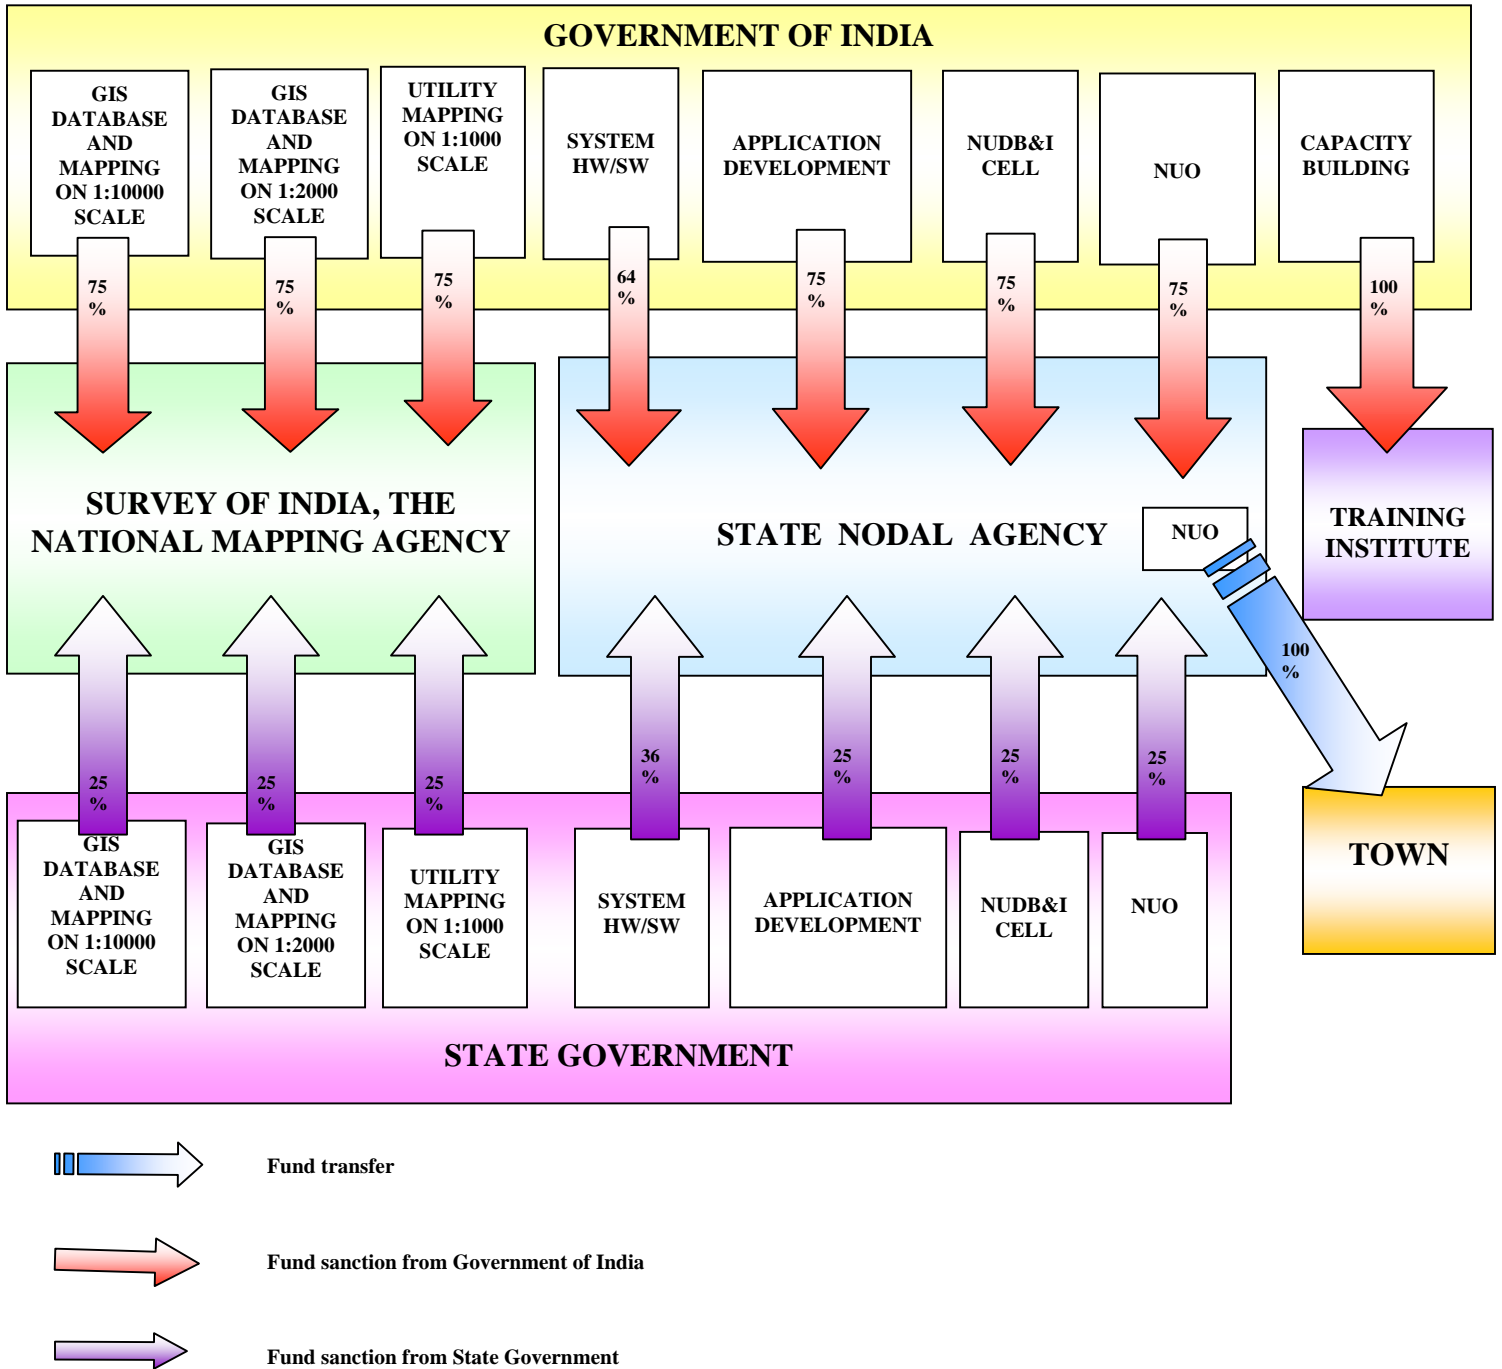 GOVERNMENT OF INDIA
GIS
DATABASE
AND
MAPPING
ON 1:10000
SCALE
GIS
DATABASE
AND
MAPPING
ON 1:2000
SCALE
UTILITY
MAPPING
ON 1:1000
SCALE
SYSTEM
HW/SW
APPLICATION
DEVELOPMENT
NUDB&I
CELL
NUO
CAPACITY
BUILDING
75
%
75
%
75
%
64
%
75
%
75
%
75
%
100
%
SURVEY OF INDIA, THE
NATIONAL MAPPING AGENCY
STATE NODAL AGENCY
NUO
TRAINING
INSTITUTE
100
%
25
%
25
%
25
%
36
%
25
%
25
%
25
%
TOWN
GIS
DATABASE
AND
MAPPING
ON 1:10000
SCALE
GIS
DATABASE
AND
MAPPING
ON 1:2000
SCALE
UTILITY
MAPPING
ON 1:1000
SCALE
SYSTEM
HW/SW
APPLICATION
DEVELOPMENT
NUDB&I
CELL
NUO
STATE GOVERNMENT
Fund transfer
Fund sanction from Government of India
Fund sanction from State Government